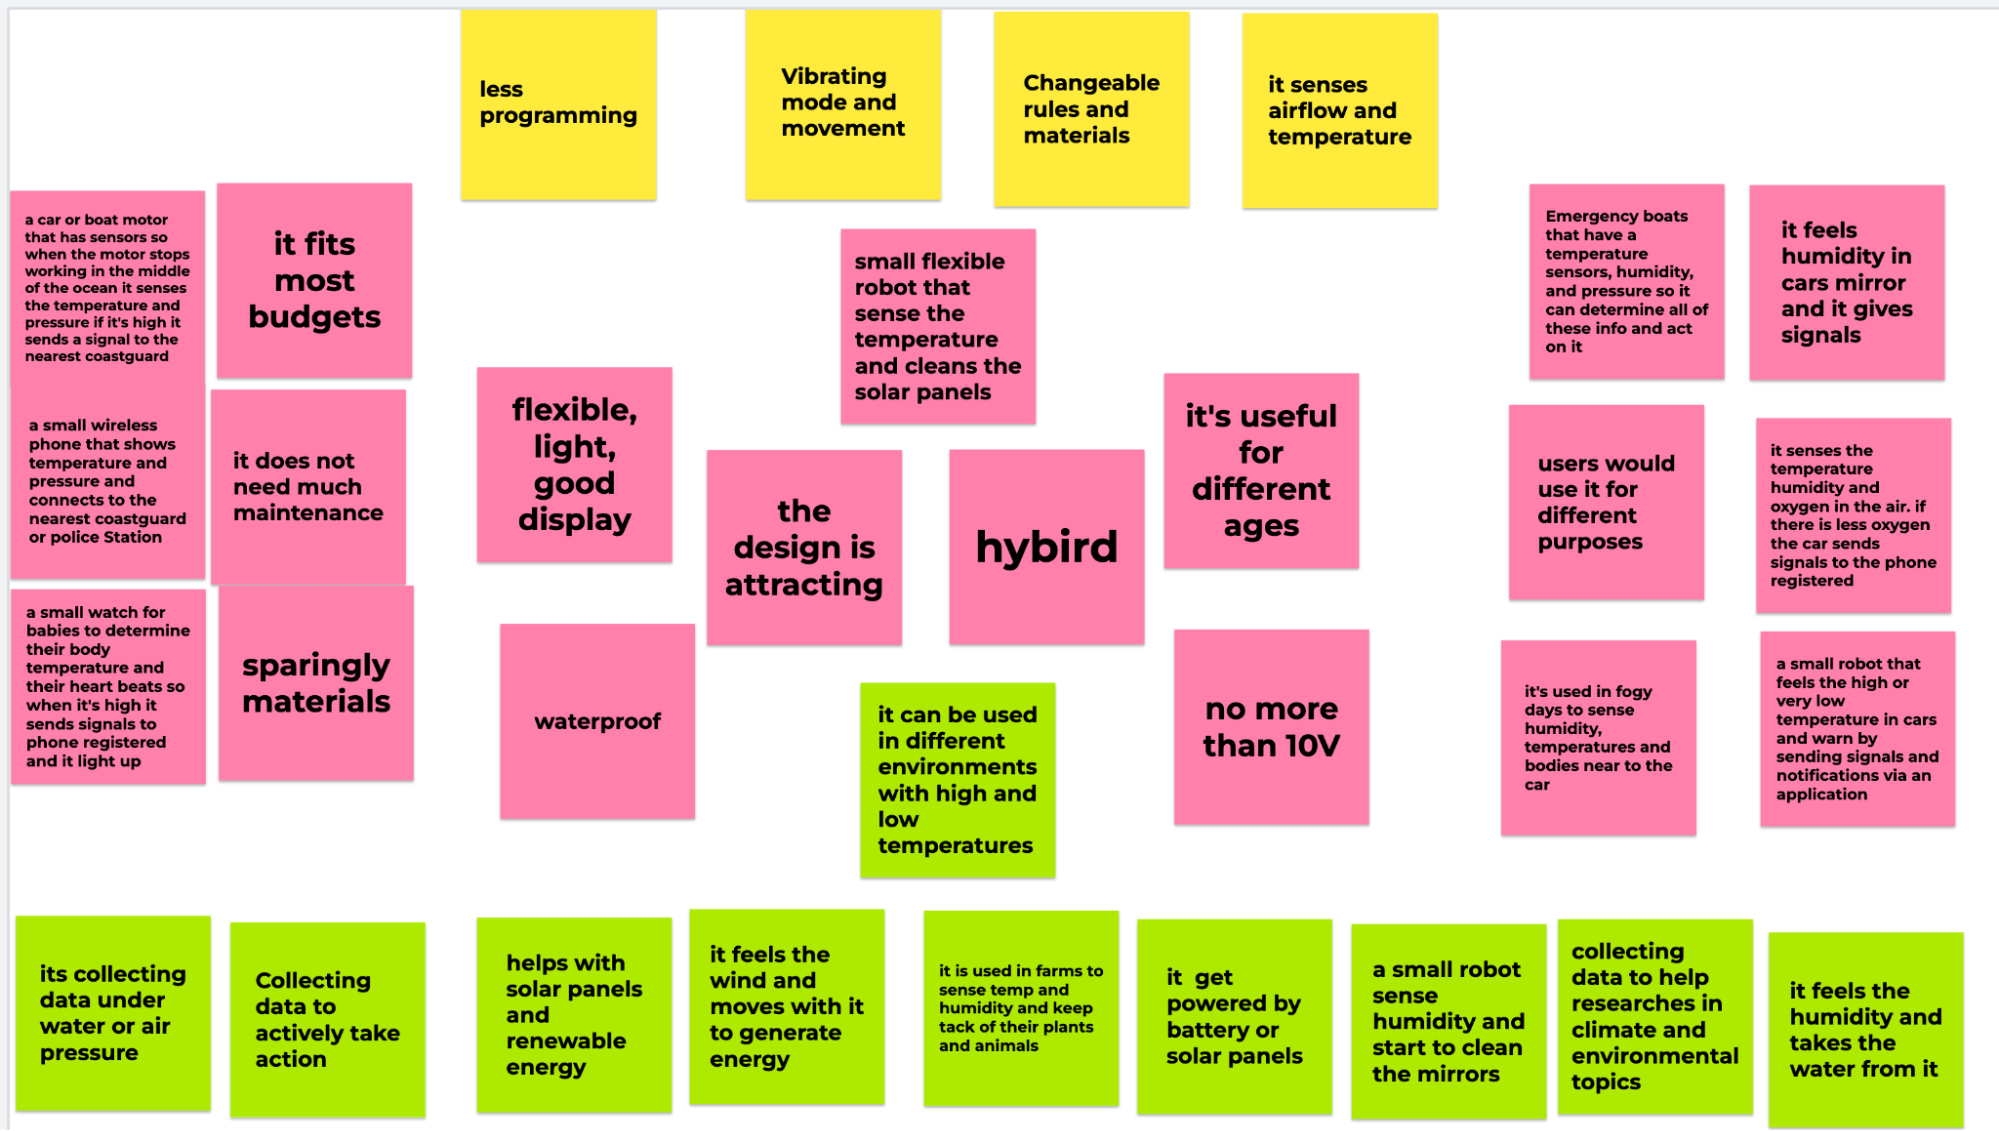 less
programming
Vibrating
mode and
movement
Changeable
rules and
materials
it senses
airflow and
temperature
a car or boat motor
that has sensors so
when the motor stops
working in the middle
of the ocean it senses
the temperature and
pressure if it's high it
sends a signal to the
nearest coastguard
it fits
most
budgets
small flexible
robot that
sense the
temperature
and cleans the
solar panels
Emergency boats
that have a
temperature
sensors, humidity,
and pressure so it
can determine all of
these info and act
on it
it feels
humidity in
cars mirror
and it gives
signals
a small wireless
phone that shows
temperature and
pressure and
connects to the
nearest coastguard
or police Station
it does not
need much
maintenance
flexible,
light,
good
display
the
design is
attracting
hybird
it's useful
for
different
ages
users would
use it for
different
purposes
it senses the
temperature
humidity and
oxygen in the air. if
there is less oxygen
the car sends
signals to the phone
registered
a small watch for
babies to determine
their body
temperature and
their heart beats so
when it's high it
sends signals to
phone registered
and it light up
sparingly
materials
waterproof
it can be used
in different
environments
with high and
low
temperatures
no more
than 10V
it's used in fogy
days to sense
humidity,
temperatures and
bodies near to the
car
a small robot that
feels the high or
very low
temperature in cars
and warn by
sending signals and
notifications via an
application
its collecting
data under
water or air
pressure
Collecting
data to
actively take
action
helps with
solar panels
and
renewable
energy
it feels the
wind and
moves with it
to generate
energy
it is used in farms to
sense temp and
humidity and keep
tack of their plants
and animals
it get
powered by
battery or
solar panels
a small robot
sense
humidity and
start to clean
the mirrors
collecting
data to help
researches in
climate and
environmental
topics
it feels the
humidity and
takes the
water from it